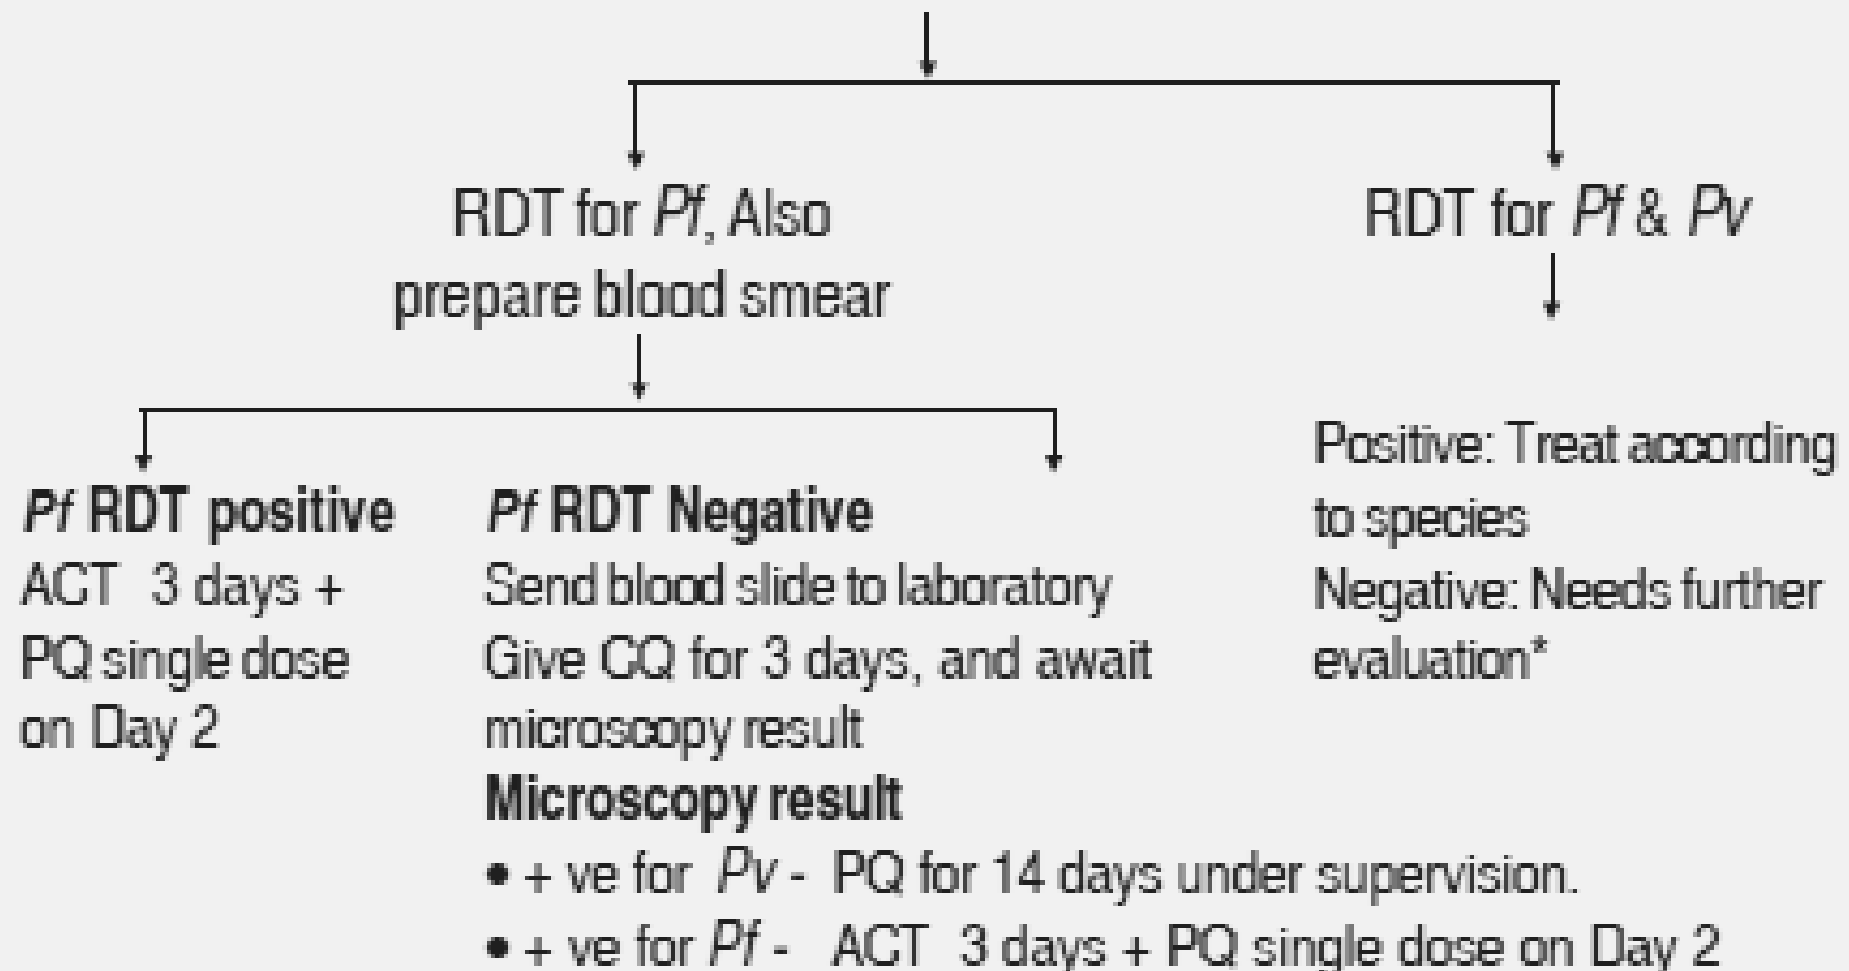 RDT for Pf, Also
prepare blood smear
RDT for Pf & Pv
Pf RDT positive
ACT 3 days +
PQ single dose
on Day 2
Pf RDT Negative
Send blood slide to laboratory
Give CQ for 3 days, and await
microscopy result
Microscopy result
• + ve for Pv - PQ for 14 days under supervision.
• + ve for Pf - ACT 3 days + PQ single dose on Day 2
Positive: Treat according
to species
Negative: Needs further
evaluation*